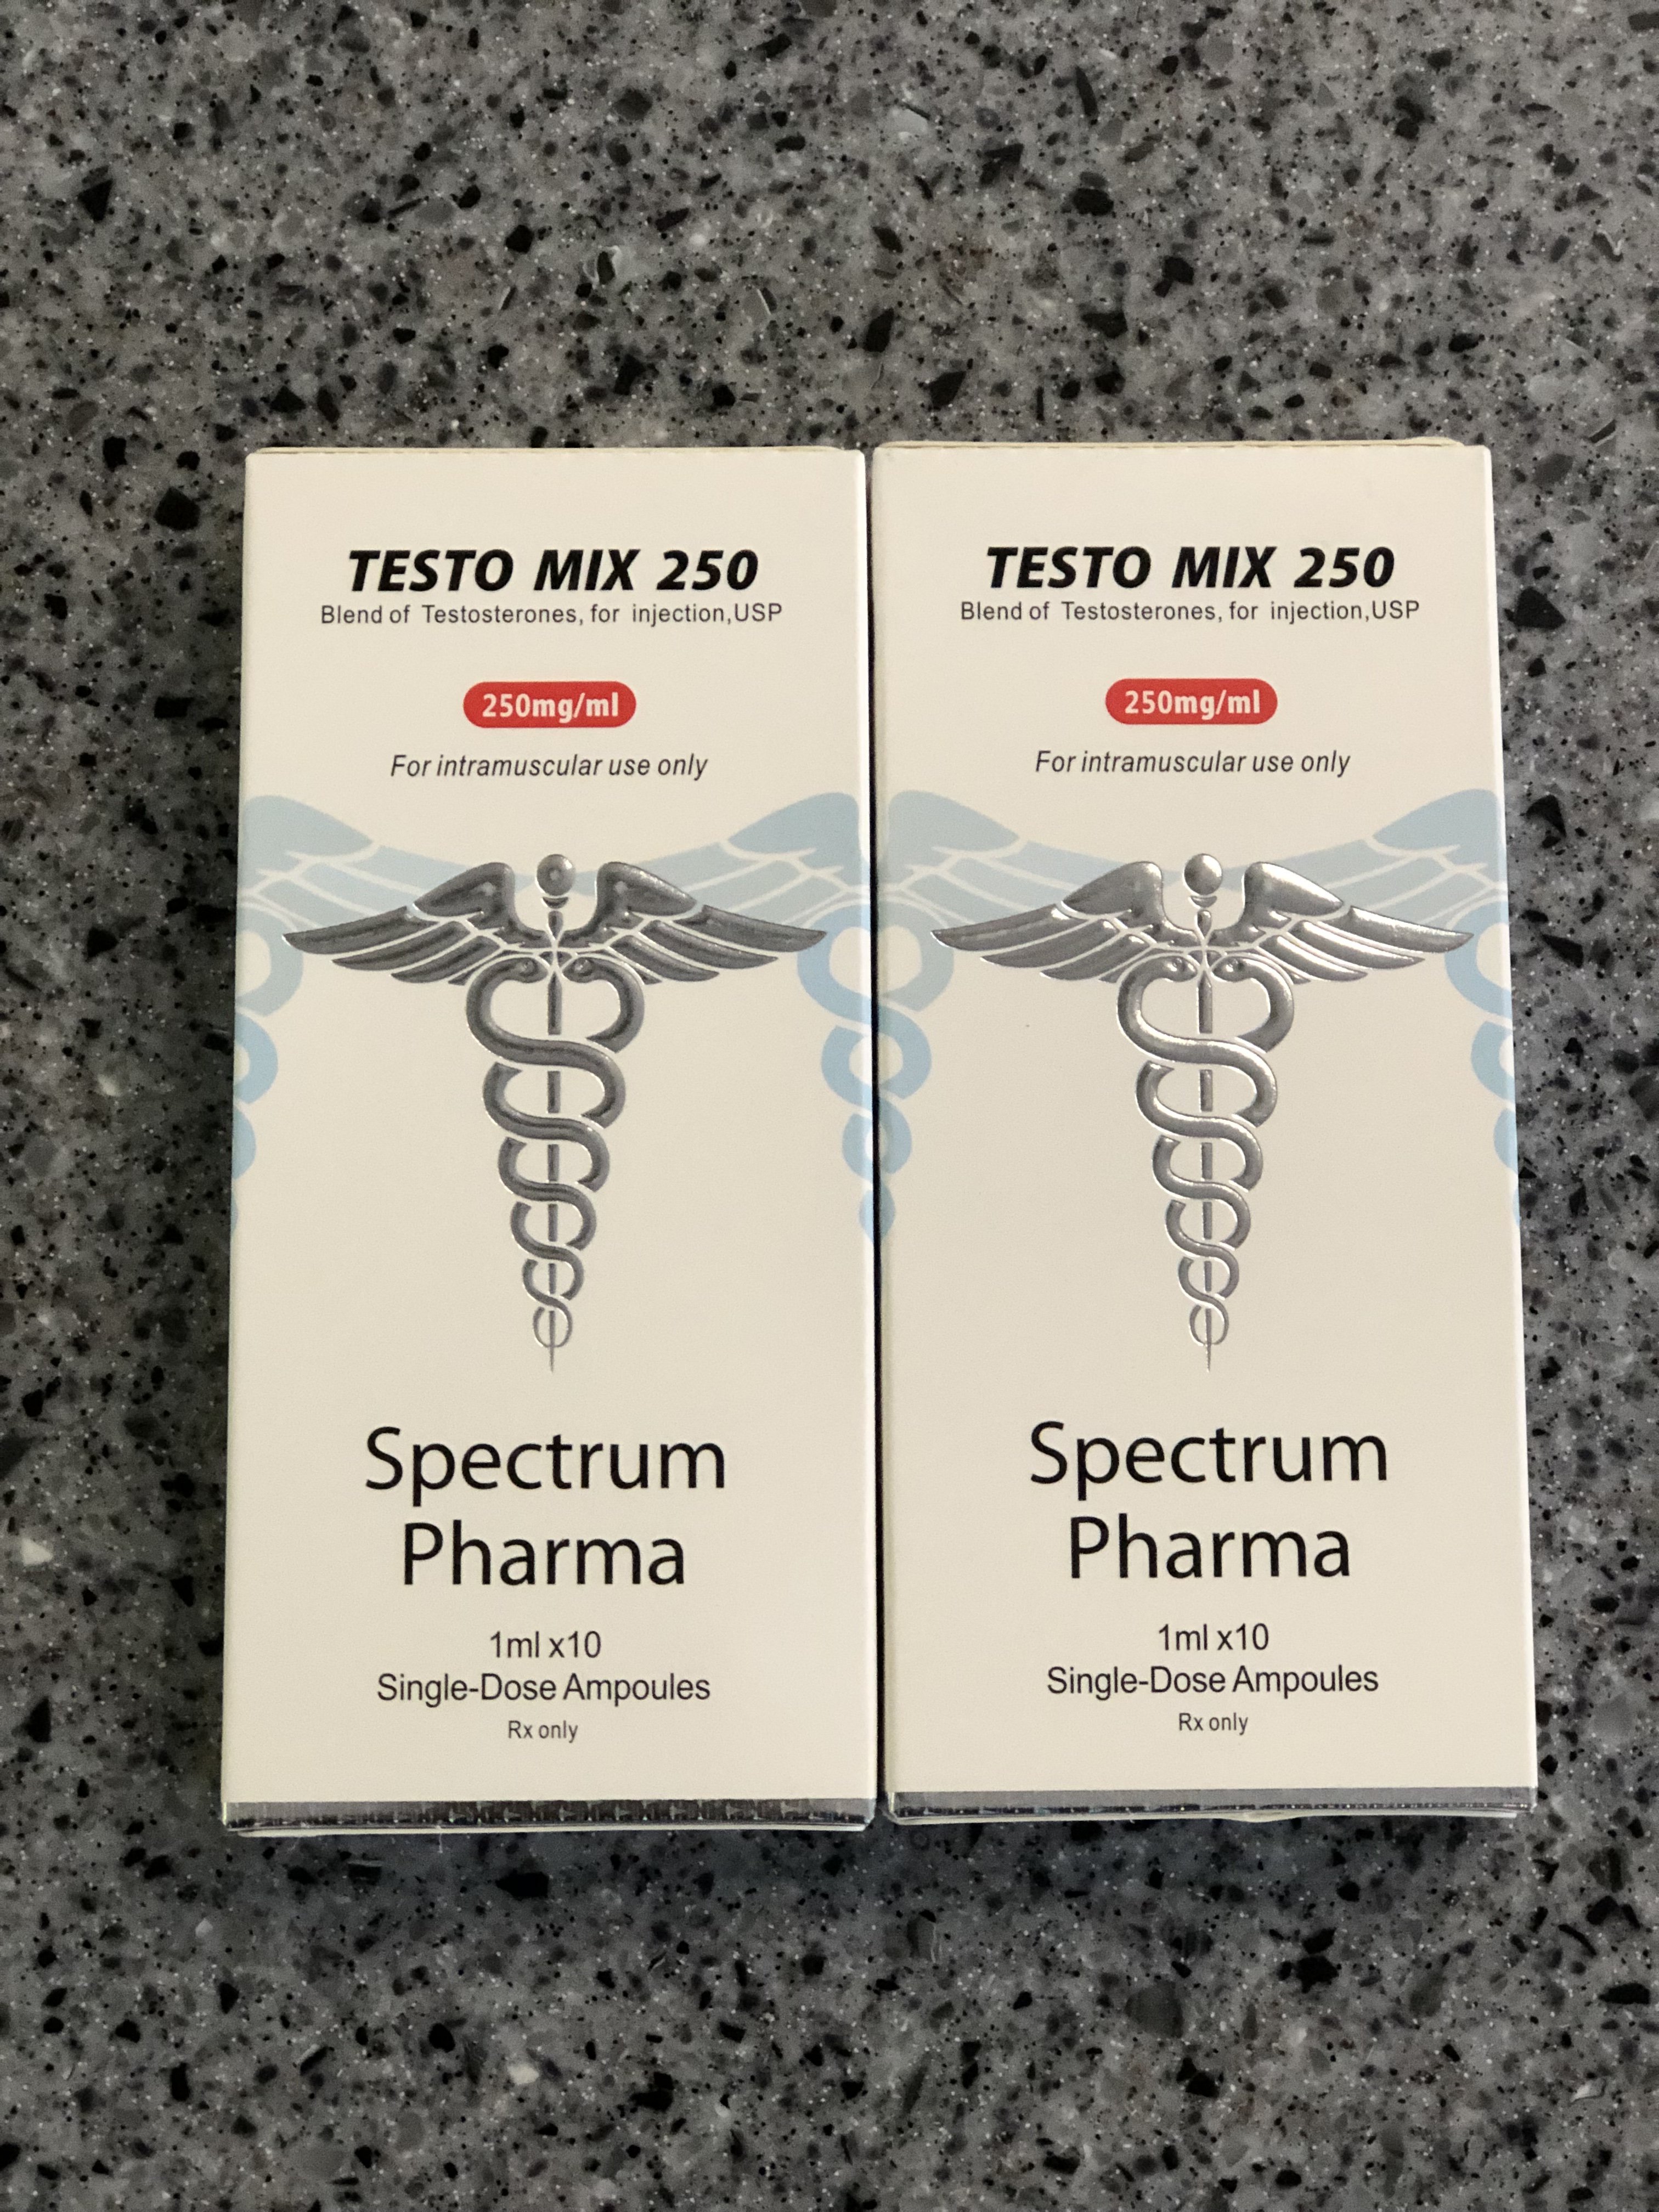 TESTO MIX 250
Blend of Testosterones, for injection,USP
250mg/ml
For intramuscular use only
Spectrum
Pharma
1ml x10
Single-Dose Ampoules
Rx only
TESTO MIX 250
Blend of Testosterones, for injection,USP
250mg/ml
For intramuscular use only
Spectrum
Pharma
1ml x10
Single-Dose Ampoules
Rx only